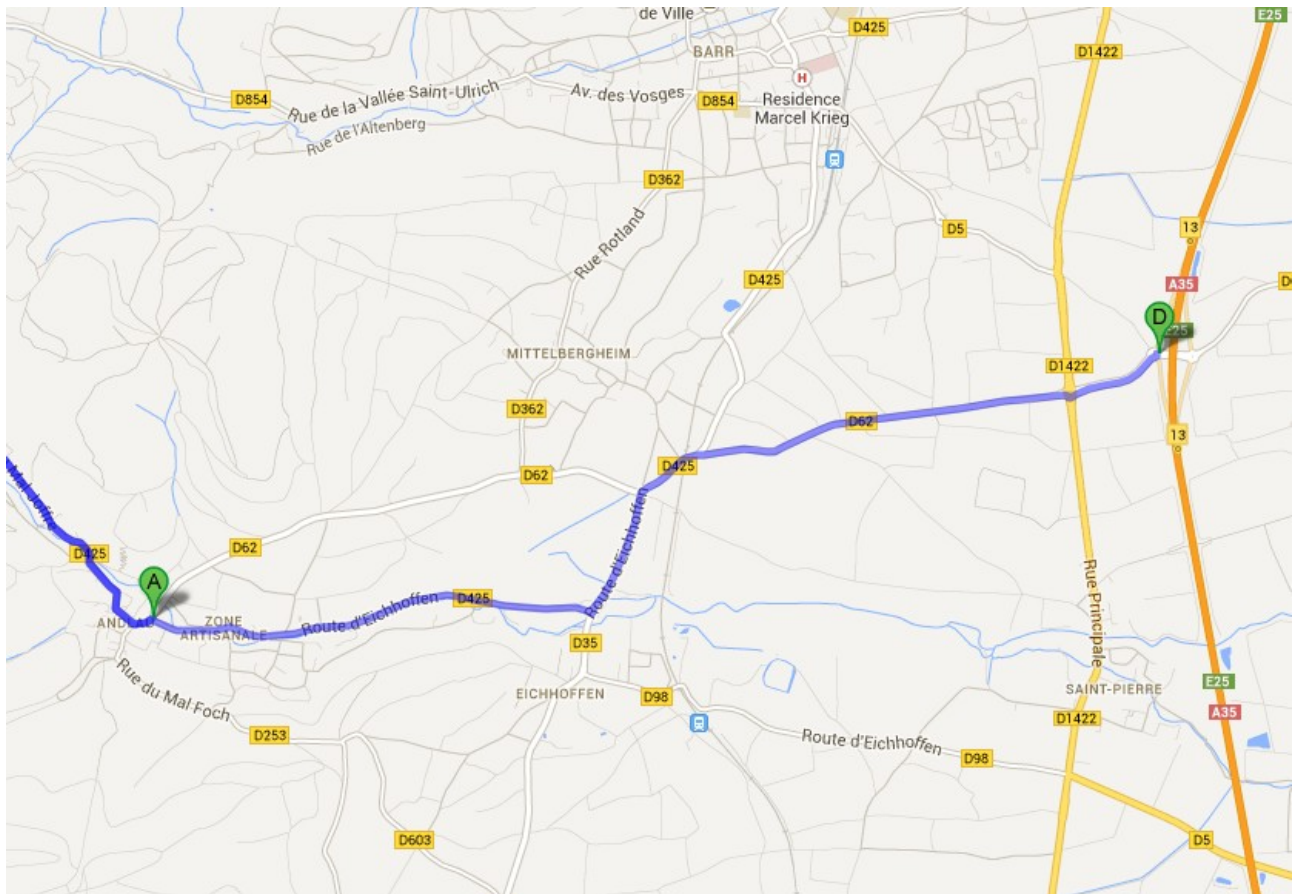 de Ville
D425
E25
BARR
D1422
H
D854
Rue de la Vallée Saint-Ulrich
Av. des Vosges
D854
Residence
Marcel Krieg
Rue de l'Altenberg
D362
Rue Rotland
D5
13
D425
A35
D
E25
MITTELBERGHEIM
D1422
D362
D62
D425
13
Mal Joffre
D62
Route d'Eichhoffen
D425
D62
A
Route d'Eichhoffen
D425
Rue Principale
ANDLAU
ZONE
ARTISANALE
D35
Rue du Mal Foch
EICHHOFFEN
D98
SAINT-PIERRE
E25
A35
D1422
D253
Route d'Eichhoffen
D98
D603
D5